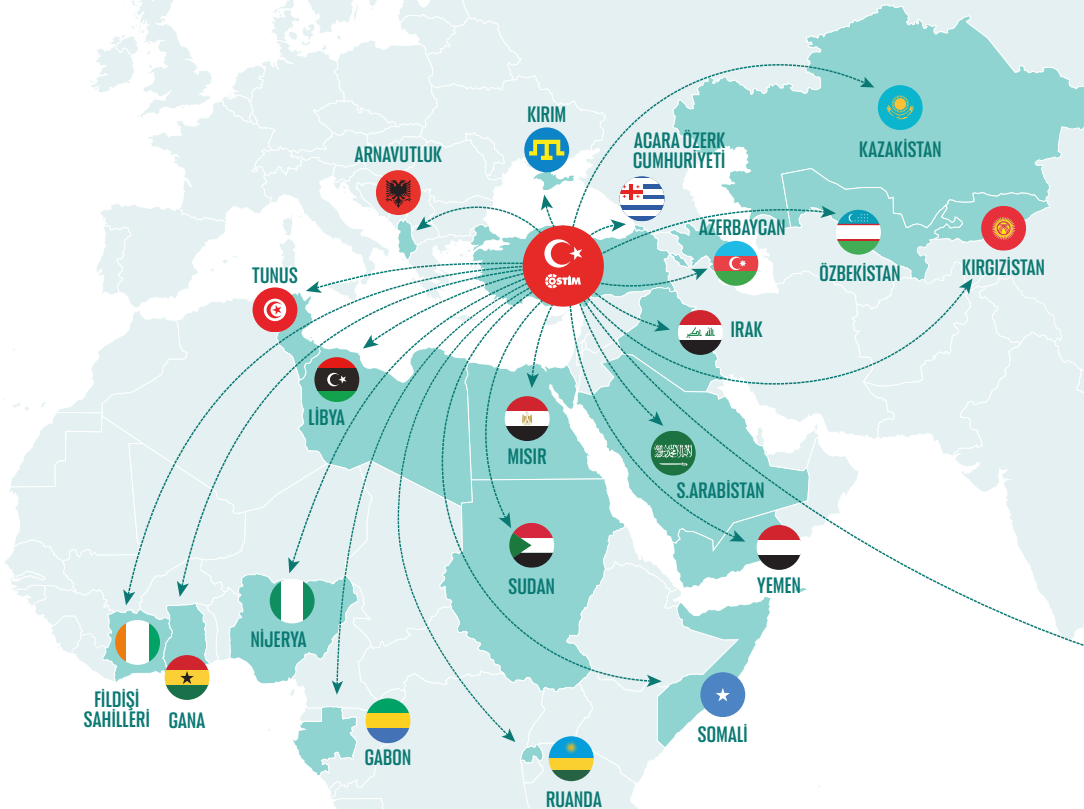 KIRIM
ACARA ÖZERK
CUMHURİYETİ
KAZAKİSTAN
ARNAVUTLUK
AZERBAYCAN
ÖZBEKİSTAN
KIRGIZİSTAN
TUNUS
OSTİM
IRAK
LİBYA
MISIR
S.ARABİSTAN
SUDAN
YEMEN
NİJERYA
FİLDİŞİ
SAHİLLERİ
GANA
GABON
SOMALİ
RUANDA